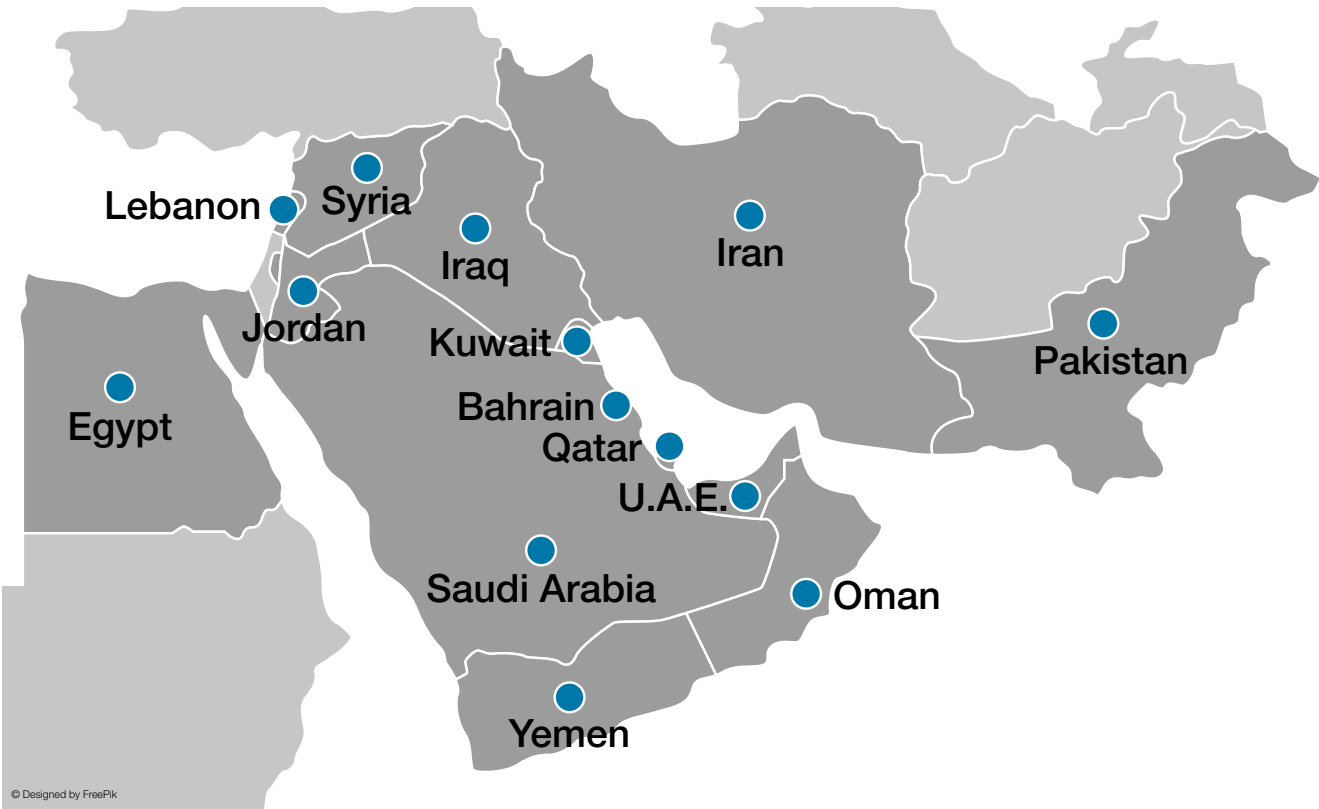 Lebanon
Syria
Iraq
Iran
Jordan
Kuwait
Pakistan
Egypt
Bahrain
Qatar
U.A.E.
Saudi Arabia
Oman
Yemen
© Designed by FreePik